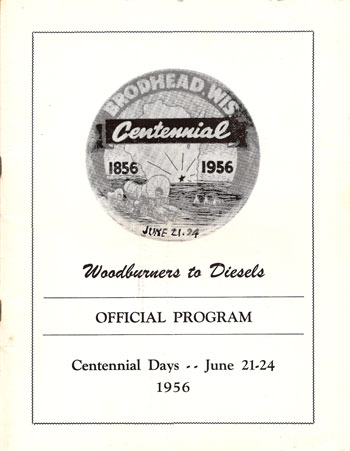 BRODHEAD, WIS.
Centennial
1856 1956
JUNE 21-24
Woodburners to Diesels
OFFICIAL PROGRAM
Centennial Days -- June 21-24
1956